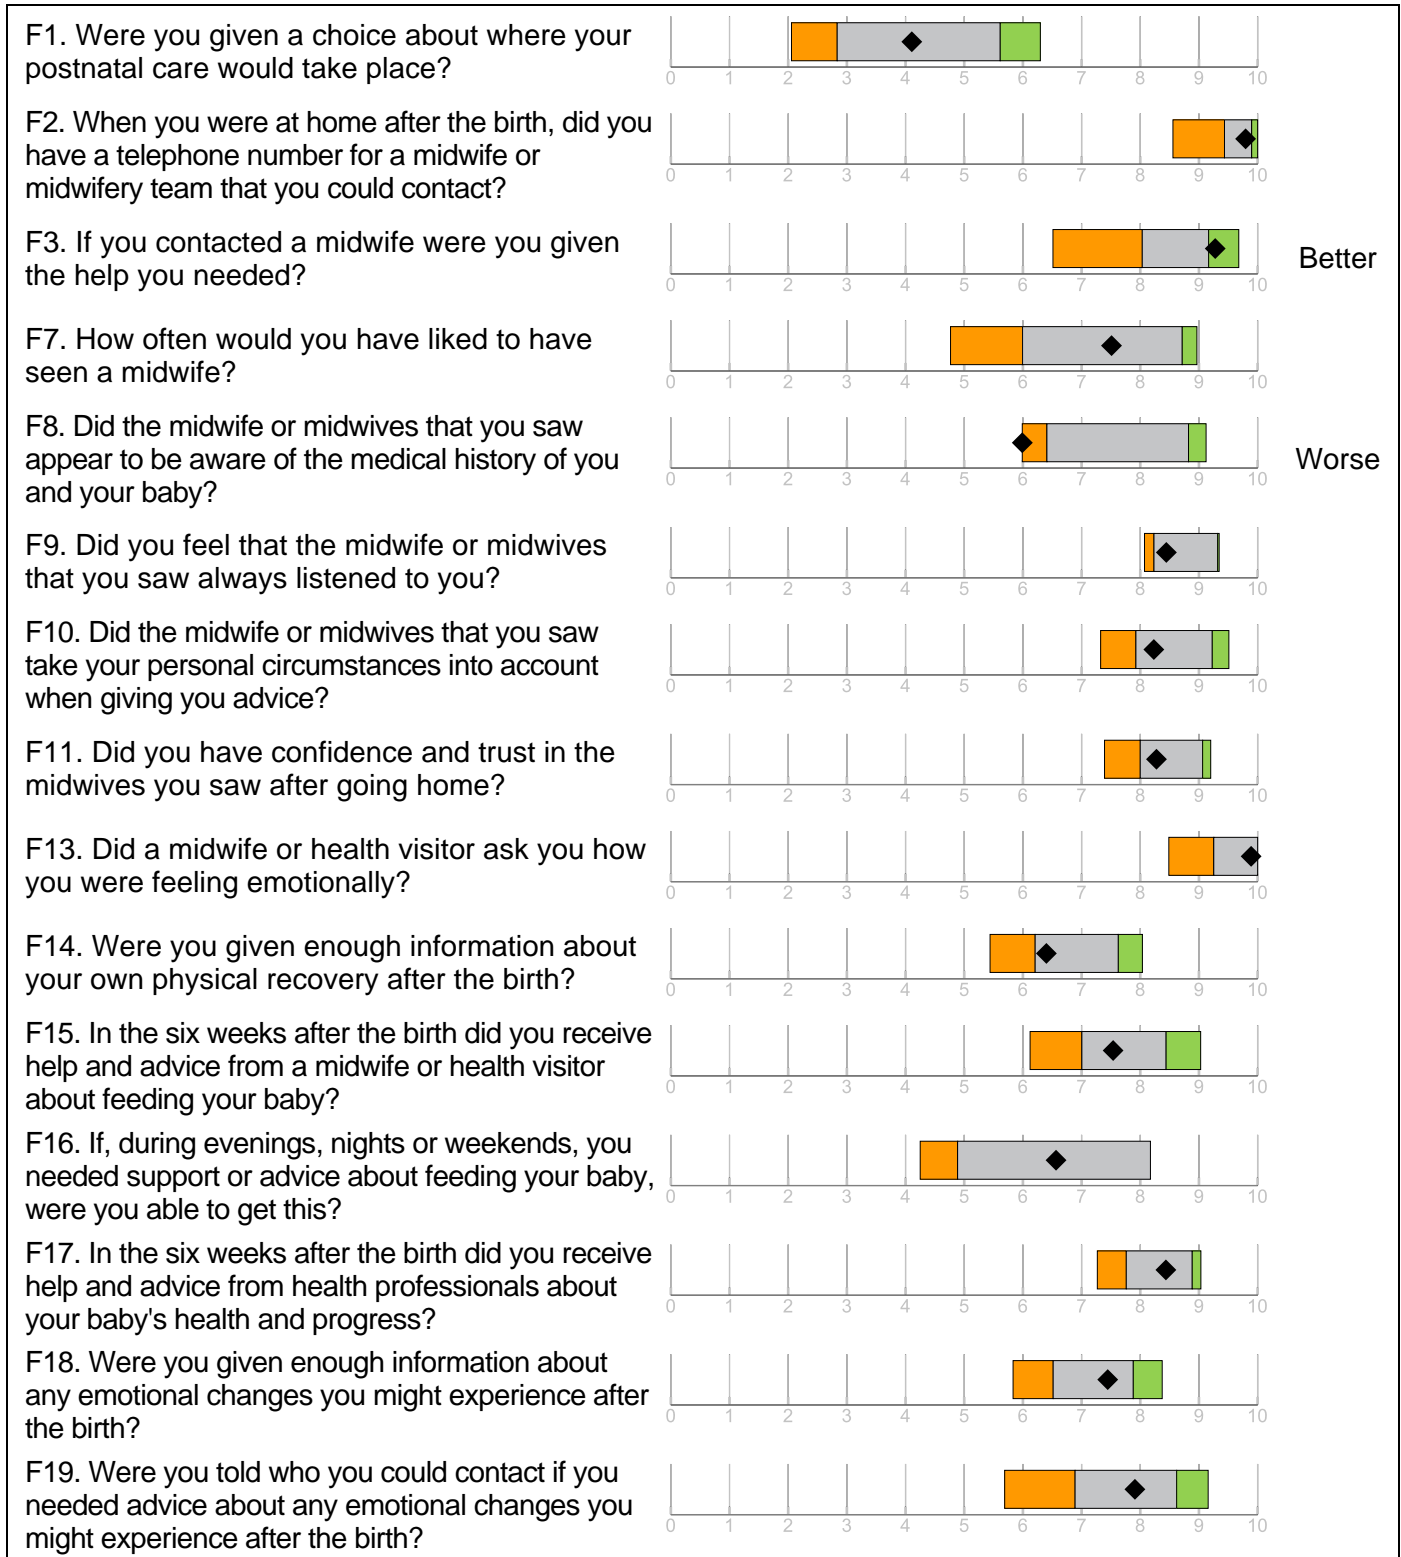 F1. Were you given a choice about where your
postnatal care would take place?
0 1 2 3 4 5 6 7 8 9 10
F2. When you were at home after the birth, did you
have a telephone number for a midwife or
midwifery team that you could contact?
0 1 2 3 4 5 6 7 8 9 10
F3. If you contacted a midwife were you given
the help you needed?
Better
0 1 2 3 4 5 6 7 8 9 10
F7. How often would you have liked to have
seen a midwife?
0 1 2 3 4 5 6 7 8 9 10
F8. Did the midwife or midwives that you saw
appear to be aware of the medical history of you
and your baby?
Worse
0 1 2 3 4 5 6 7 8 9 10
F9. Did you feel that the midwife or midwives
that you saw always listened to you?
0 1 2 3 4 5 6 7 8 9 10
F10. Did the midwife or midwives that you saw
take your personal circumstances into account
when giving you advice?
0 1 2 3 4 5 6 7 8 9 10
F11. Did you have confidence and trust in the
midwives you saw after going home?
0 1 2 3 4 5 6 7 8 9 10
F13. Did a midwife or health visitor ask you how
you were feeling emotionally?
0 1 2 3 4 5 6 7 8 9 10
F14. Were you given enough information about
your own physical recovery after the birth?
0 1 2 3 4 5 6 7 8 9 10
F15. In the six weeks after the birth did you receive
help and advice from a midwife or health visitor
about feeding your baby?
0 1 2 3 4 5 6 7 8 9 10
F16. If, during evenings, nights or weekends, you
needed support or advice about feeding your baby,
were you able to get this?
0 1 2 3 4 5 6 7 8 9 10
F17. In the six weeks after the birth did you receive
help and advice from health professionals about
your baby's health and progress?
0 1 2 3 4 5 6 7 8 9 10
F18. Were you given enough information about
any emotional changes you might experience after
the birth?
0 1 2 3 4 5 6 7 8 9 10
F19. Were you told who you could contact if you
needed advice about any emotional changes you
might experience after the birth?
0 1 2 3 4 5 6 7 8 9 10